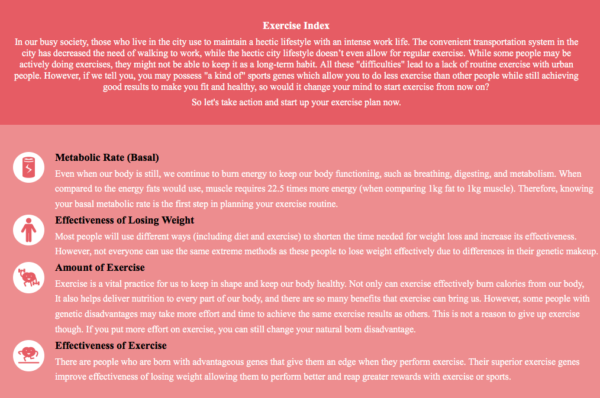 Exercise Index
In our busy society, those who live in the city use to maintain a hectic lifestyle with an intense work life. The convenient transportation system in the
city has decreased the need of walking to work, while the hectic city lifestyle doesn't even allow for regular exercise. While some people may be
actively doing exercises, they might not be able to keep it as a long-term habit. All these "difficulties" lead to a lack of routine exercise with urban
people. However, if we tell you, you may possess "a kind of" sports genes which allow you to do less exercise than other people while still achieving
good results to make you fit and healthy, so would it change your mind to start exercise from now on?
So let's take action and start up your exercise plan now.
Metabolic Rate (Basal)
Even when our body is still, we continue to burn energy to keep our body functioning, such as breathing, digesting, and metabolism. When
compared to the energy fats would use, muscle requires 22.5 times more energy (when comparing 1kg fat to 1kg muscle). Therefore, knowing
your basal metabolic rate is the first step in planning your exercise routine.
Effectiveness of Losing Weight
Most people will use different ways (including diet and exercise) to shorten the time needed for weight loss and increase its effectiveness.
However, not everyone can use the same extreme methods as these people to lose weight effectively due to differences in their genetic makeup.
Amount of Exercise
Exercise is a vital practice for us to keep in shape and keep our body healthy. Not only can exercise effectively burn calories from our body,
It also helps deliver nutrition to every part of our body, and there are so many benefits that exercise can bring us. However, some people with
genetic disadvantages may take more effort and time to achieve the same exercise results as others. This is not a reason to give up exercise
though. If you put more effort on exercise, you can still change your natural born disadvantage.
Effectiveness of Exercise
There are people who are born with advantageous genes that give them an edge when they perform exercise. Their superior exercise genes
improve effectiveness of losing weight allowing them to perform better and reap greater rewards with exercise or sports.